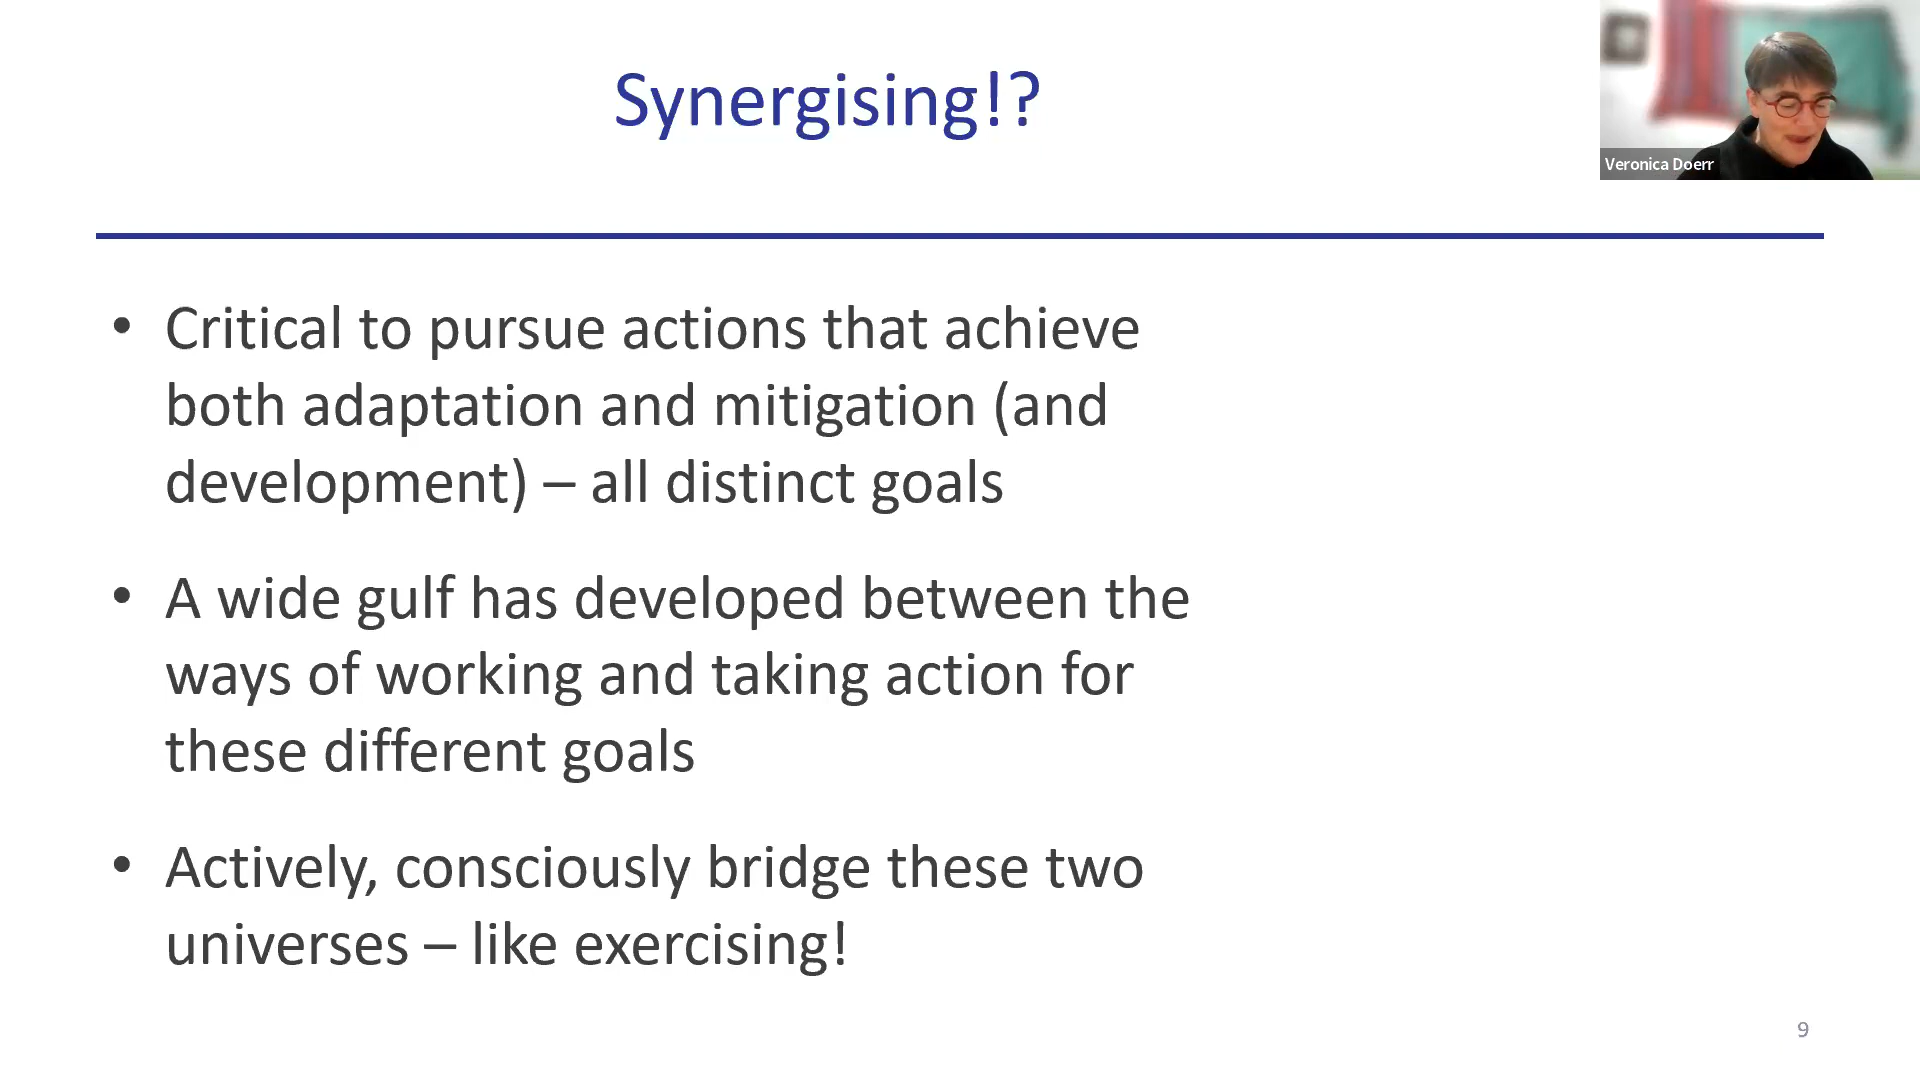 Synergising!?
Veronica Doerr
• Critical to pursue actions that achieve
both adaptation and mitigation (and
development) – all distinct goals
• A wide gulf has developed between the
ways of working and taking action for
these different goals
• Actively, consciously bridge these two
universes – like exercising!
9